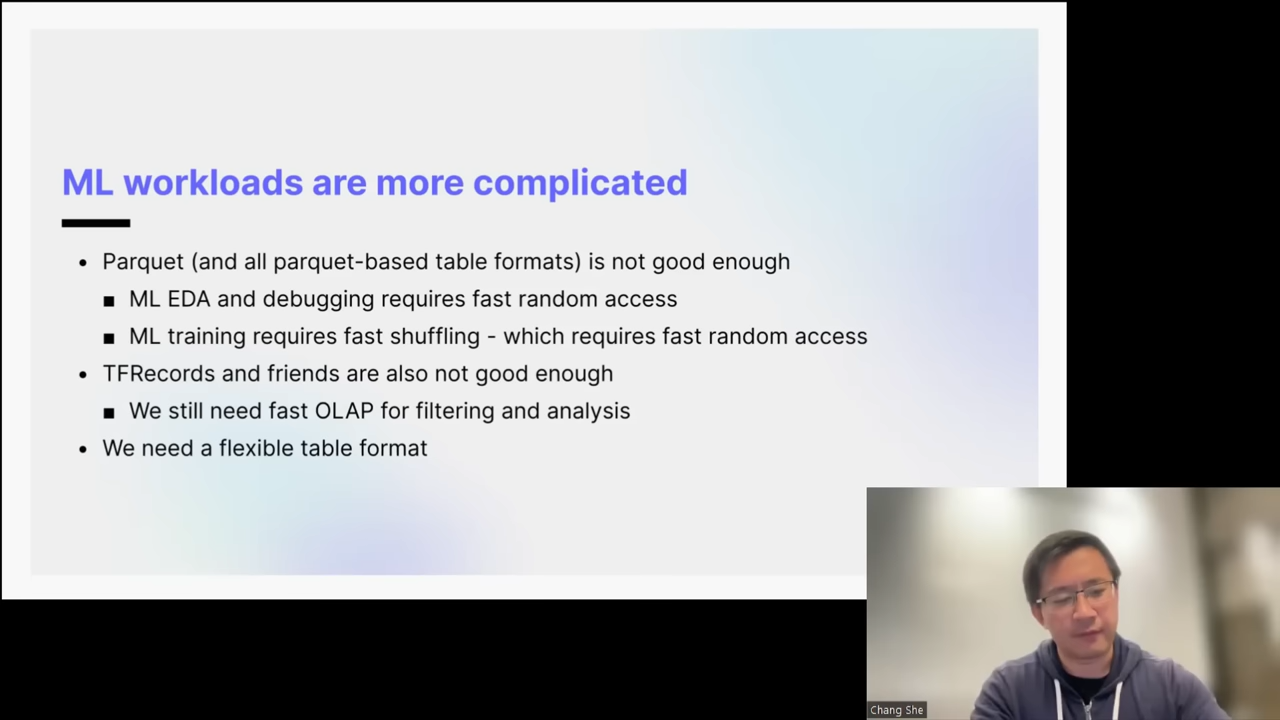 ML workloads are more complicated
• Parquet (and all parquet-based table formats) is not good enough
▪ ML EDA and debugging requires fast random access
▪ ML training requires fast shuffling - which requires fast random access
• TFRecords and friends are also not good enough
▪ We still need fast OLAP for filtering and analysis
• We need a flexible table format
Chang She